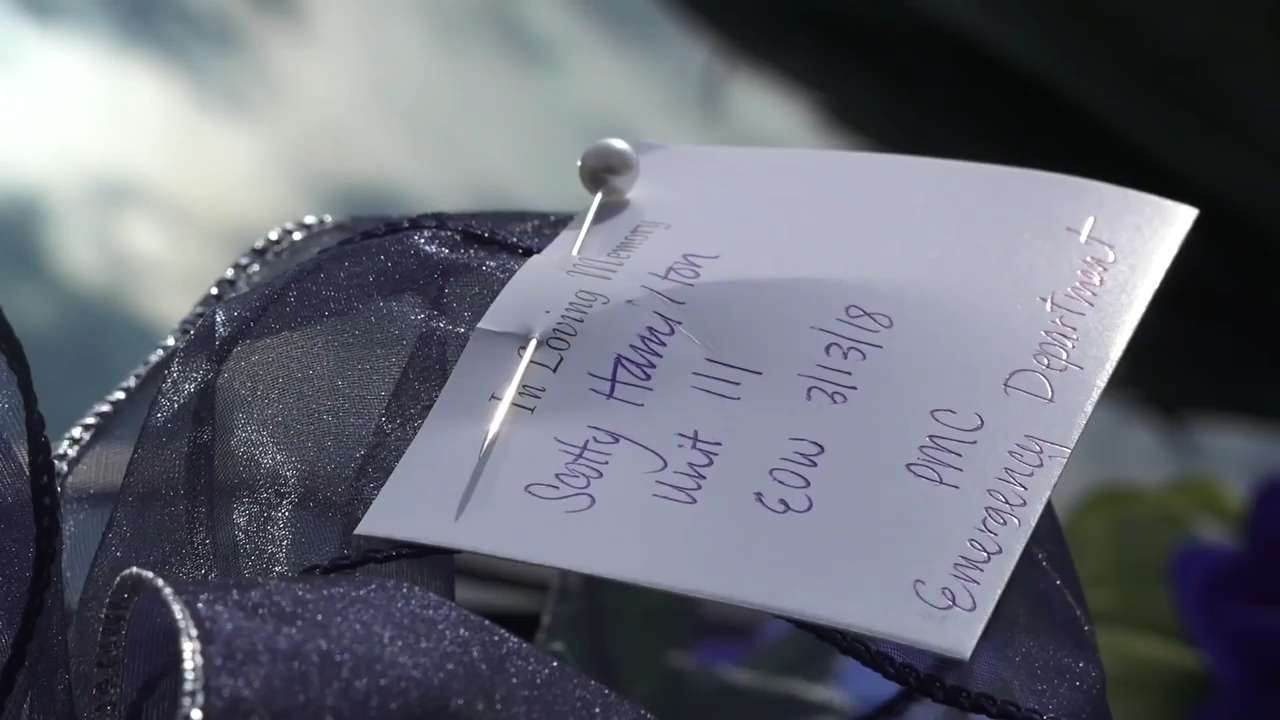 In Loving Memory
Scotty Hamilton
Unit 111
EOW 3/13/18
PMC
Emergency Department